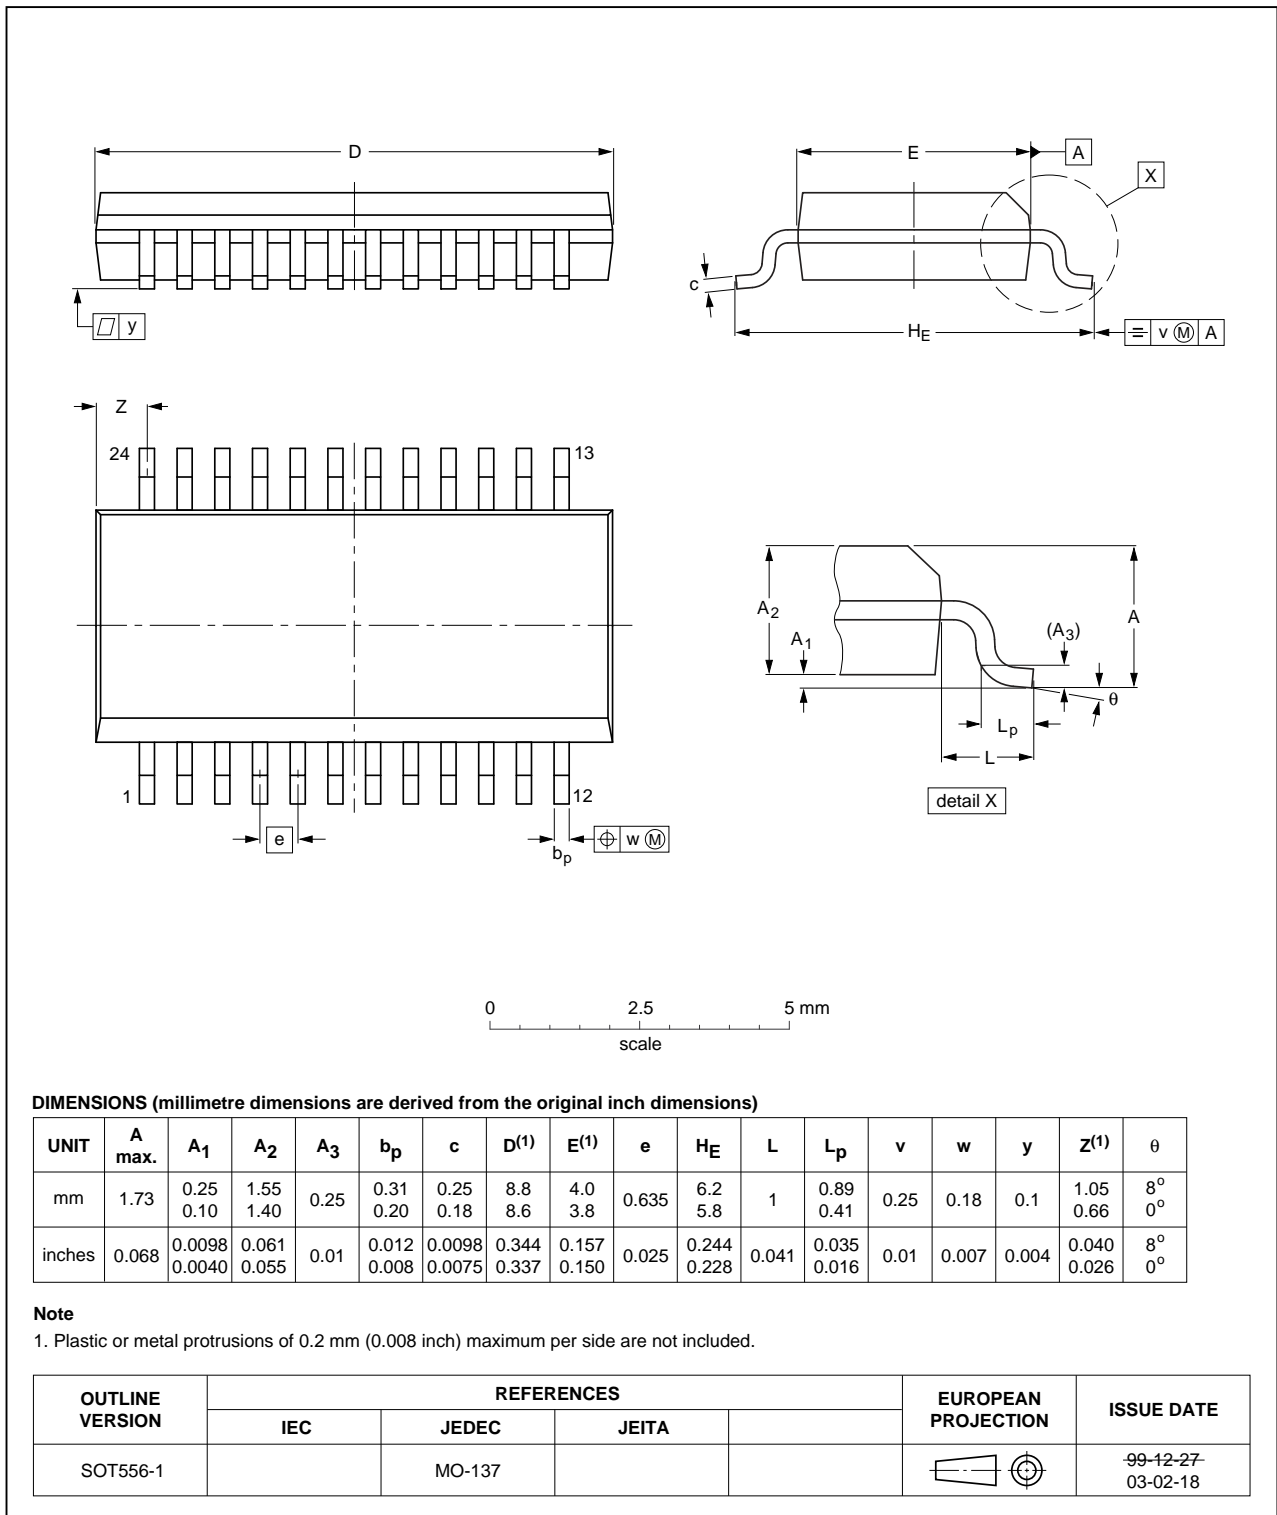 D
E
A
X
c
y
HE
v M A
Z
24
13
1
12
e
bp
w M
A2
A1
(A3)
A
θ
Lp
L
detail X
0 2.5 5 mm
scale
DIMENSIONS (millimetre dimensions are derived from the original inch dimensions)
UNIT A max. A1 A2 A3 bp c D(1) E(1) e HE L Lp v w y Z(1) θ
mm 1.73 0.25 0.10 1.55 1.40 0.25 0.31 0.20 0.25 0.18 8.8 8.6 4.0 3.8 0.635 6.2 5.8 1 0.89 0.41 0.25 0.18 0.1 1.05 0.66 8° 0°
inches 0.068 0.0098 0.0040 0.061 0.055 0.01 0.012 0.008 0.0098 0.0075 0.344 0.337 0.157 0.150 0.025 0.244 0.228 0.041 0.035 0.016 0.01 0.007 0.004 0.040 0.026 8° 0°
Note
1. Plastic or metal protrusions of 0.2 mm (0.008 inch) maximum per side are not included.
OUTLINE VERSION
REFERENCES
IEC JEDEC JEITA
EUROPEAN PROJECTION
ISSUE DATE
SOT556-1 MO-137
99-12-27
03-02-18